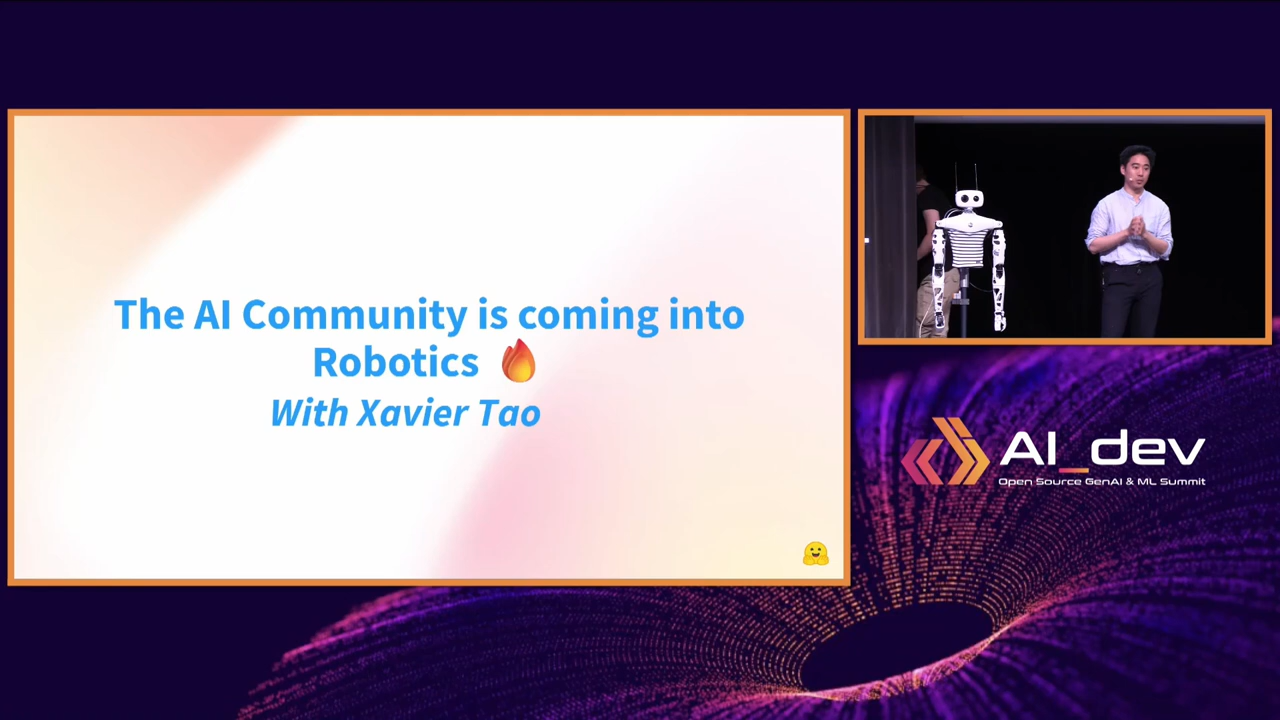 The AI Community is coming into
Robotics 🔥
With Xavier Tao
AI_dev
Open Source GenAI & ML Summit